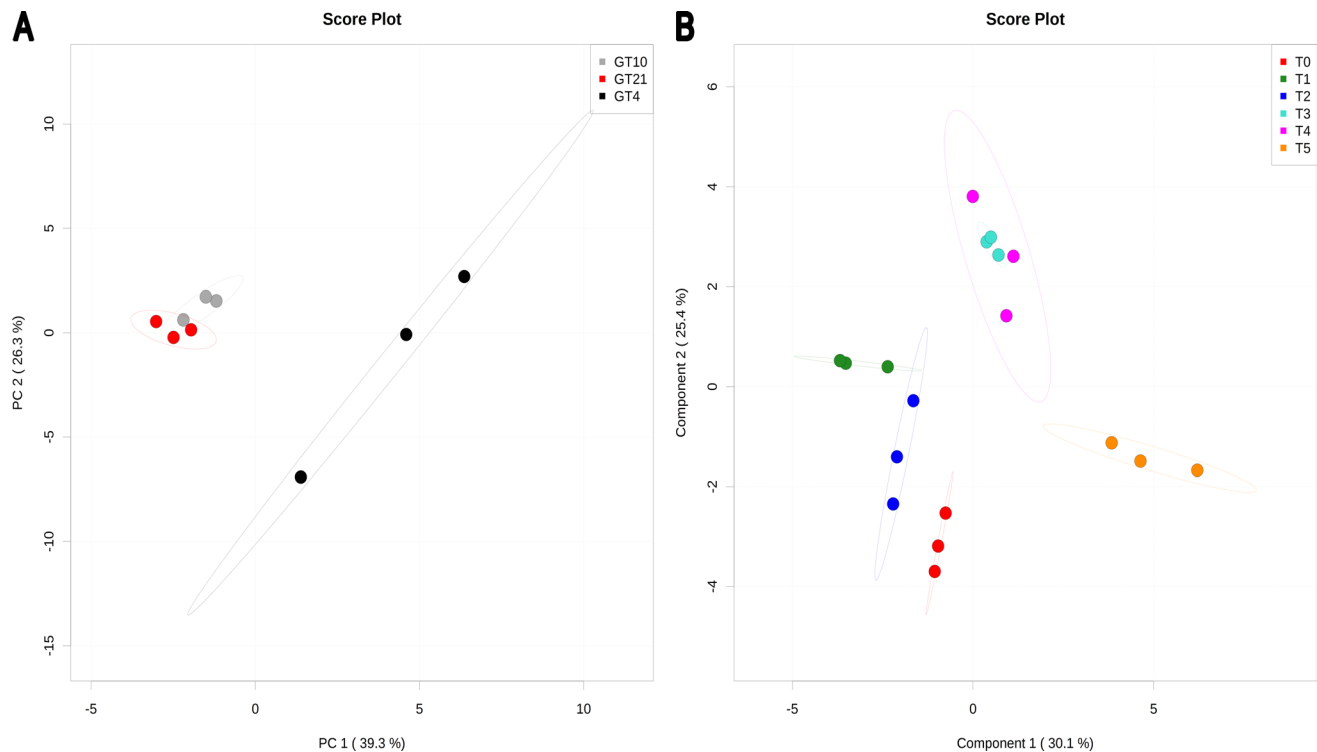 A
Score Plot
GT10
GT21
GT4
10
5
0
-5
-10
-15
PC 2 ( 26.3 %)
-5
0
5
10
PC 1 ( 39.3 %)
B
Score Plot
T0
T1
T2
T3
T4
T5
6
4
2
0
-2
-4
Component 2 ( 25.4 %)
-5
0
5
Component 1 ( 30.1 %)